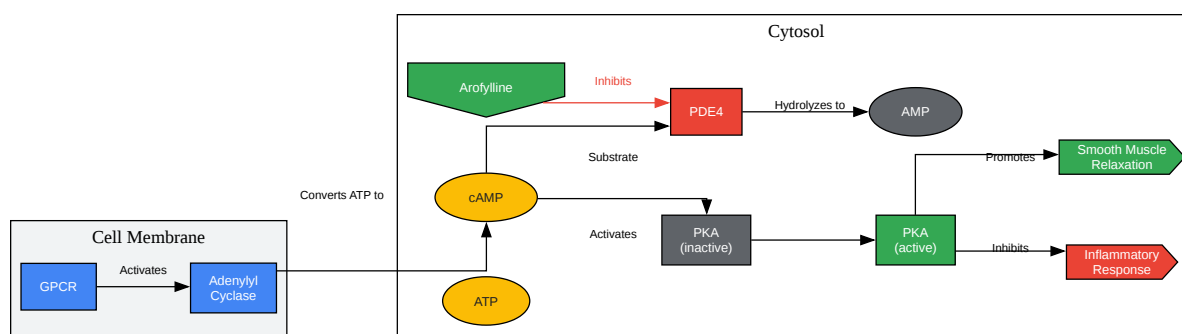 Cytosol
Arofylline
Inhibits
PDE4
Hydrolyzes to
AMP
Substrate
Promotes
Smooth Muscle
Relaxation
Converts ATP to
cAMP
Activates
PKA
(inactive)
PKA
(active)
Inhibits
Inflammatory
Response
Cell Membrane
GPCR
Activates
Adenylyl
Cyclase
ATP